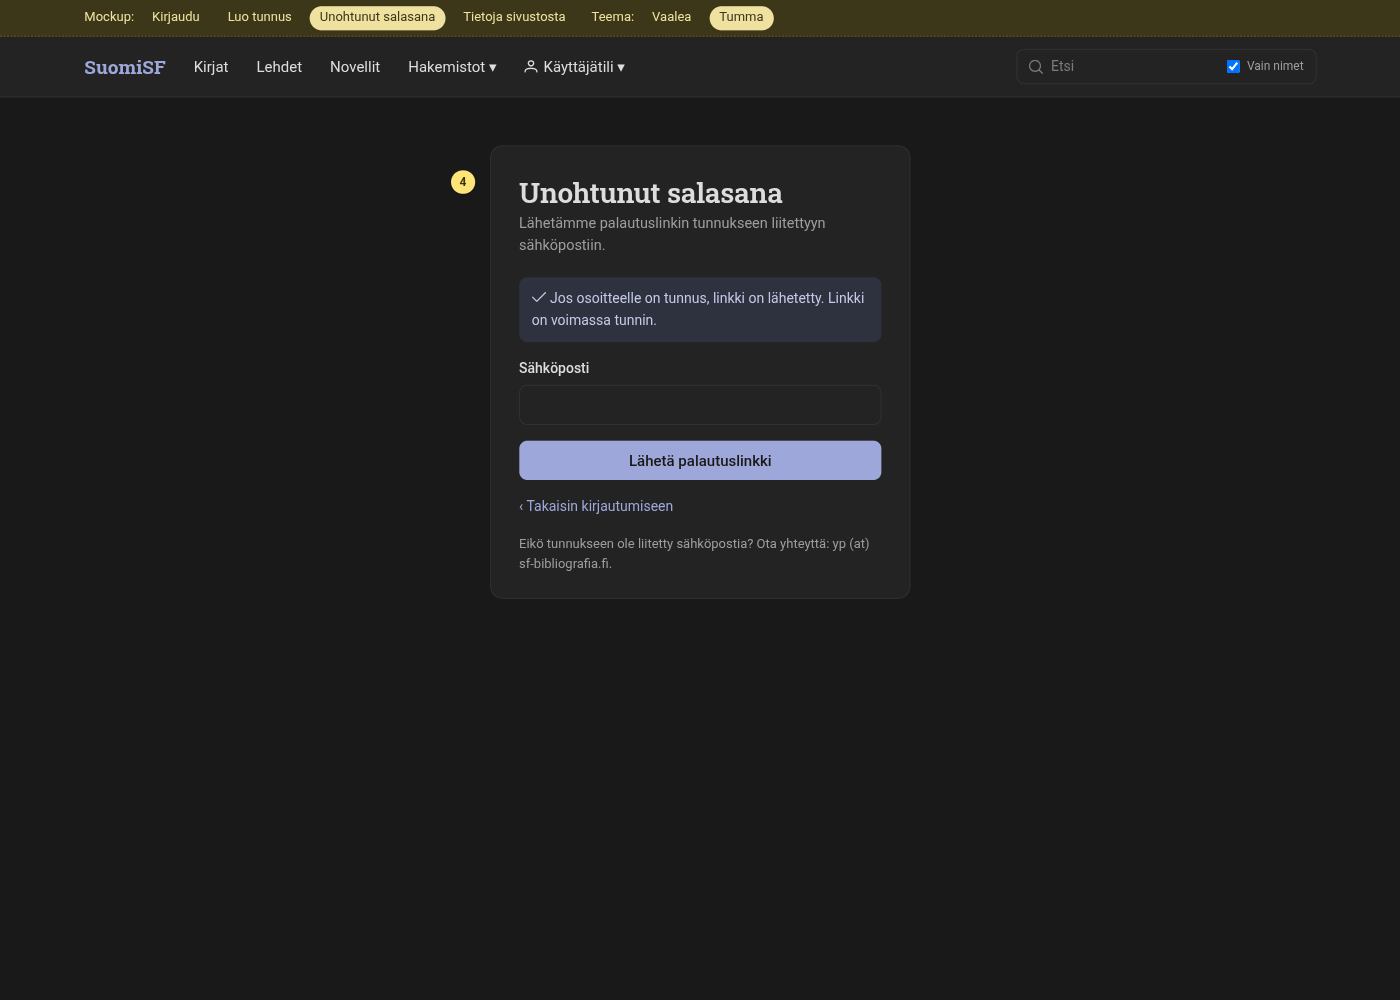 Mockup: Kirjaudu Luo tunnus Unohtunut salasana Tietoja sivustosta Teema: Vaalea Tumma
SuomiSF Kirjat Lehdet Novellit Hakemistot ▾ Käyttäjätili ▾ Etsi Vain nimet
4
Unohtunut salasana
Lähetämme palautuslinkin tunnukseen liitettyyn
sähköpostiin.
Jos osoitteelle on tunnus, linkki on lähetetty. Linkki
on voimassa tunnin.
Sähköposti
Lähetä palautuslinkki
‹ Takaisin kirjautumiseen
Eikö tunnukseen ole liitetty sähköpostia? Ota yhteyttä: yp (at)
sf-bibliografia.fi.